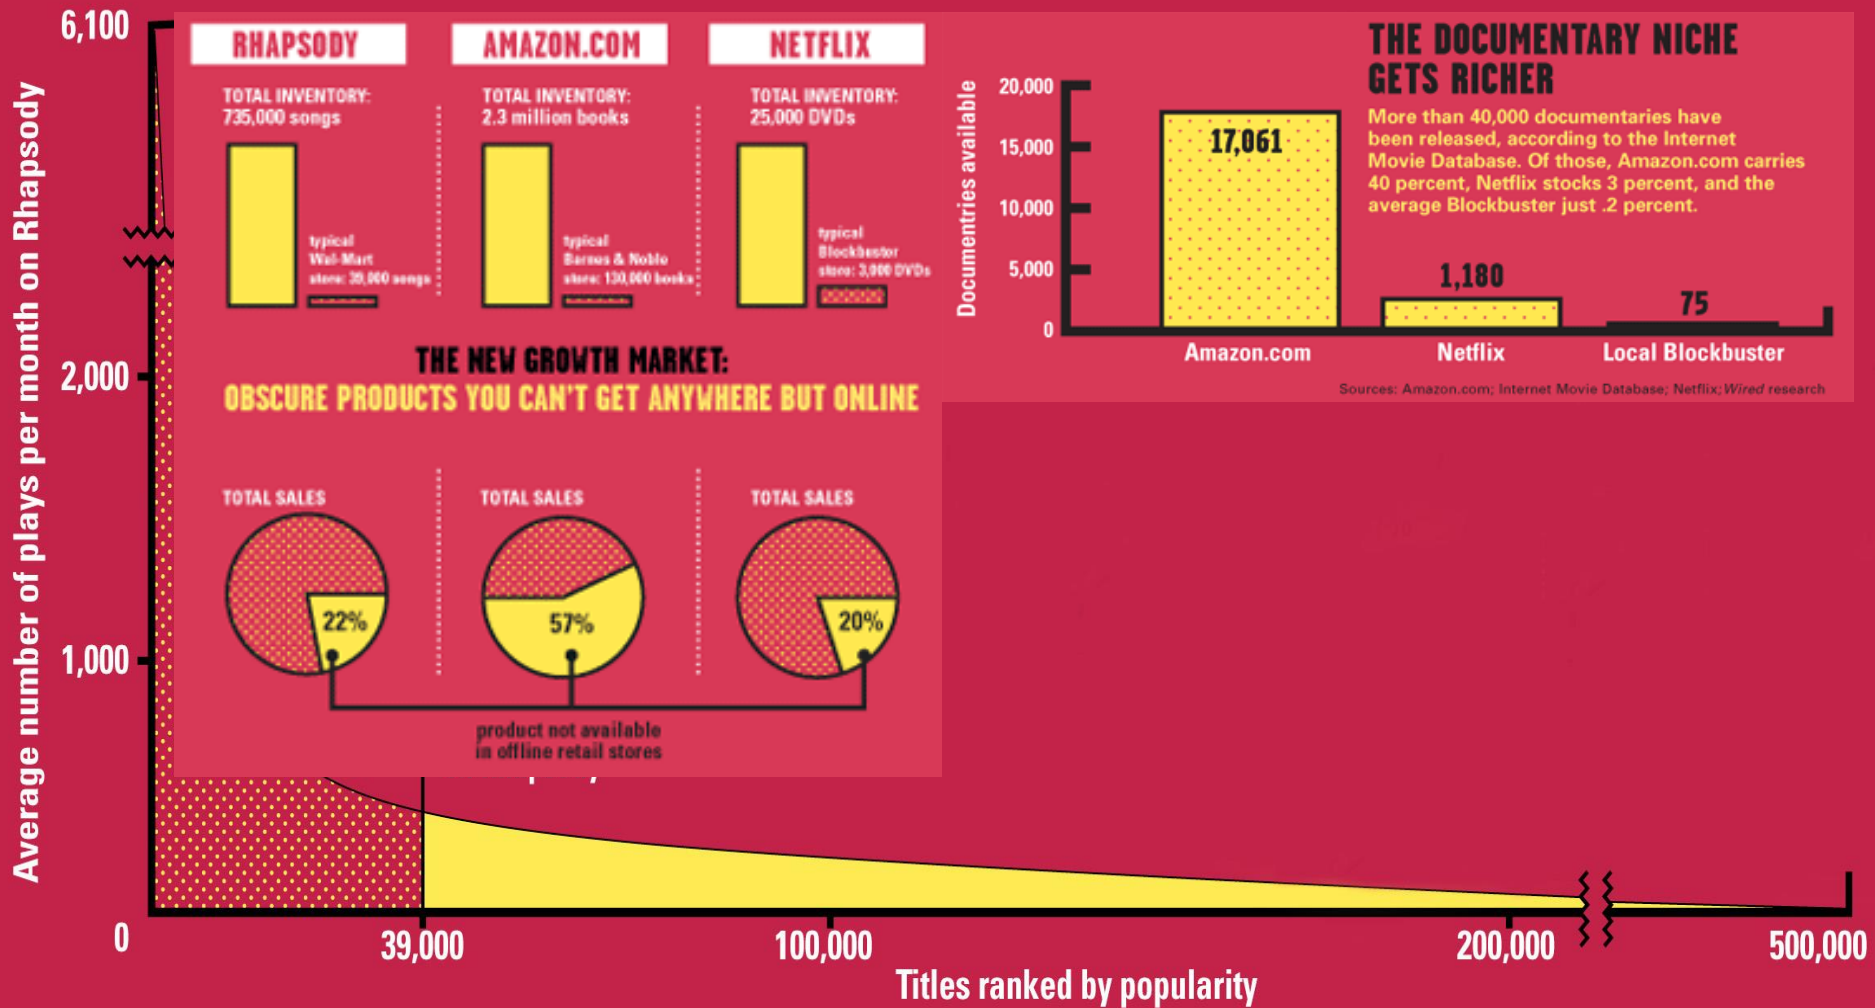 6,100
2,000
1,000
0
Average number of plays per month on Rhapsody
RHAPSODY
TOTAL INVENTORY:
735,000 songs
typical
Wal-Mart
store: 39,000 songs
AMAZON.COM
TOTAL INVENTORY:
2.3 million books
typical
Barnes & Noble
store: 130,000 books
NETFLIX
TOTAL INVENTORY:
25,000 DVDs
typical
Blockbuster
store: 3,000 DVDs
THE NEW GROWTH MARKET:
OBSCURE PRODUCTS YOU CAN'T GET ANYWHERE BUT ONLINE
TOTAL SALES
22%
TOTAL SALES
57%
TOTAL SALES
20%
product not available
in offline retail stores
THE DOCUMENTARY NICHE
GETS RICHER
More than 40,000 documentaries have
been released, according to the Internet
Movie Database. Of those, Amazon.com carries
40 percent, Netflix stocks 3 percent, and the
average Blockbuster just .2 percent.
Documentries available
20,000
15,000
10,000
5,000
0
17,061
1,180
75
Amazon.com
Netflix
Local Blockbuster
Sources: Amazon.com; Internet Movie Database; Netflix; Wired research
39,000
100,000
200,000
500,000
Titles ranked by popularity